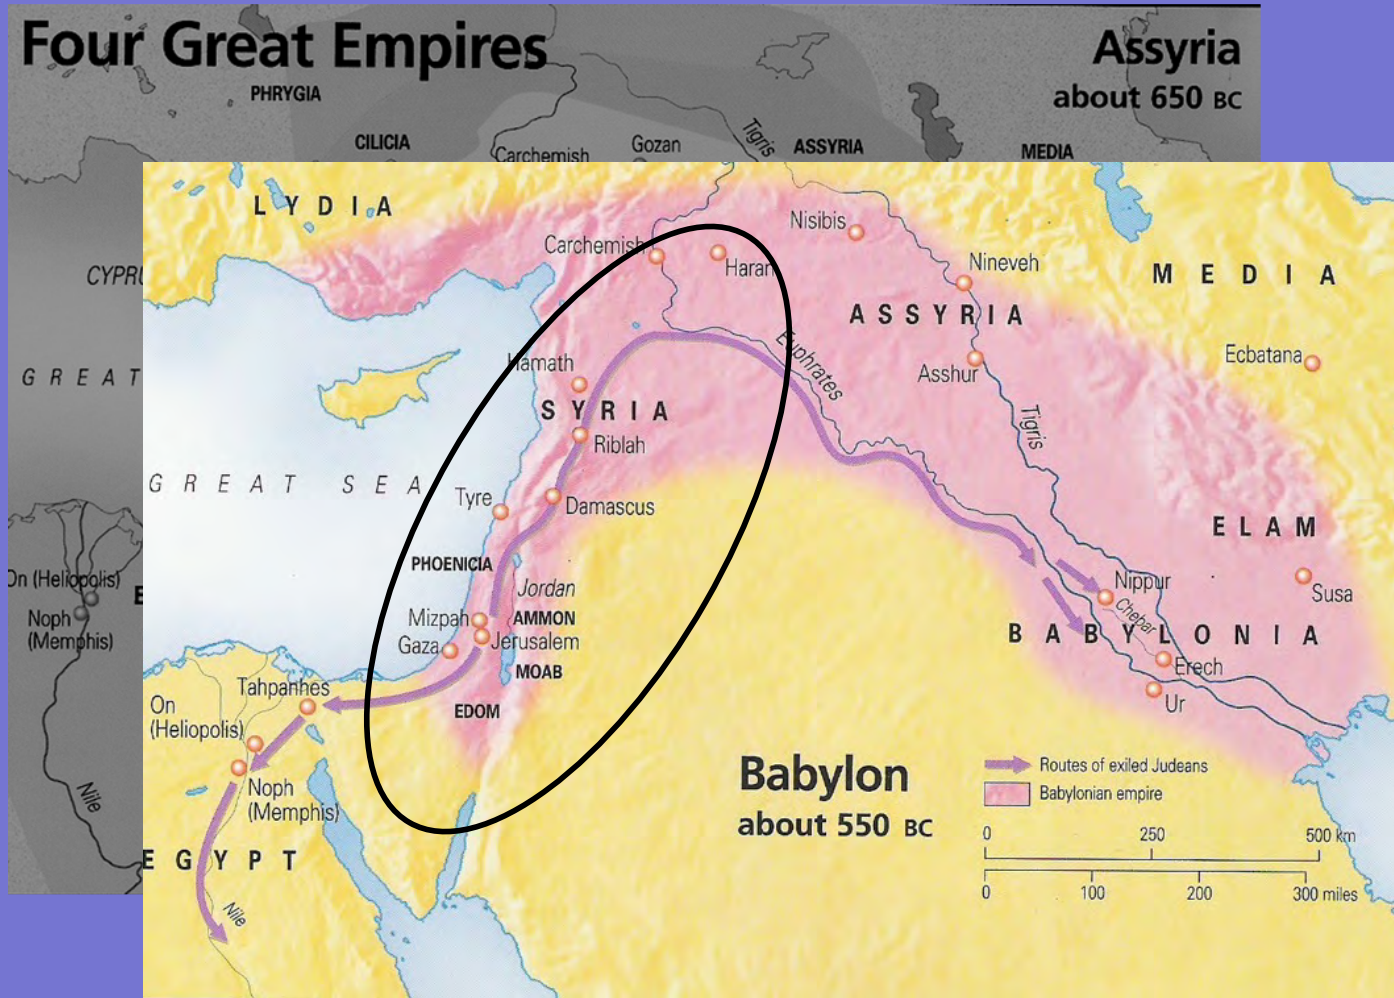 Four Great Empires
Assyria
about 650 BC
PHRYGIA
CILICIA
Carchemish
Gozan
Tigris
ASSYRIA
MEDIA
GREAT
On (Heliopolis)
Noph
(Memphis)
Nile
E
LYDIA
Carchemish
Haran
Nisibis
Nineveh
MEDIA
ASSYRIA
Asshur
Ecbatana
Hamath
Euphrates
SYRIA
Riblah
Tigris
GREAT SEA
Tyre
Damascus
ELAM
PHOENICIA
Jordan
Nippur
Susa
Chebar
Mizpah
AMMON
BABYLONIA
Gaza
Jerusalem
MOAB
Erech
Ur
Tahpanhes
On
(Heliopolis)
EDOM
Noph
(Memphis)
EGYPT
Nile
Babylon
about 550 BC
Routes of exiled Judeans
Babylonian empire
0 250 500 km
0 100 200 300 miles